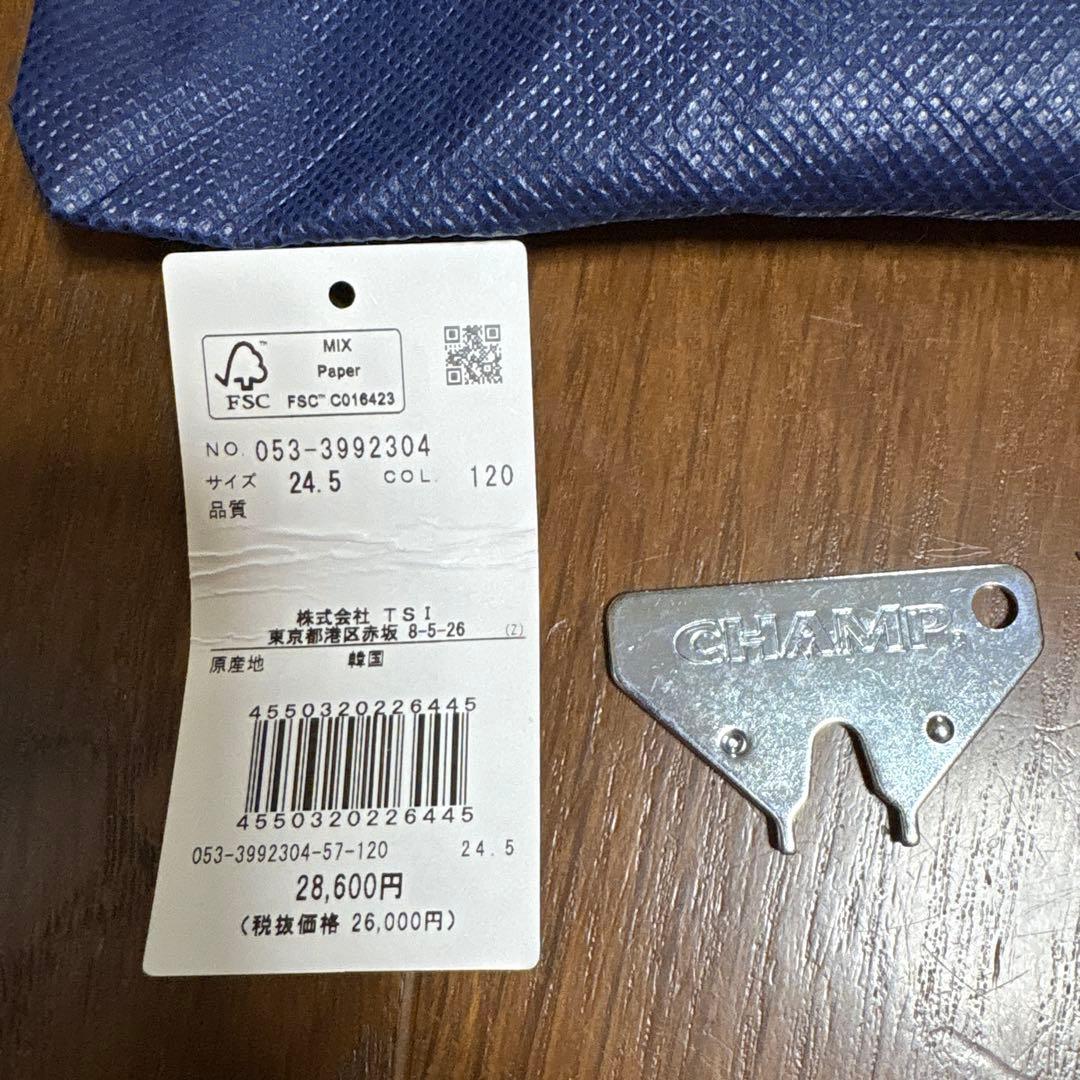 MIX
Paper
FSC™ C016423
FSC™
NO. 053-3992304
サイズ 24.5 COL. 120
品質
株式会社 TSI
東京都港区赤坂 8-5-26 (Z)
原産地 韓国
4550320226445
4550320226445
053-3992304-57-120 24.5
28,600円
(税抜価格 26,000円)
CHAMP